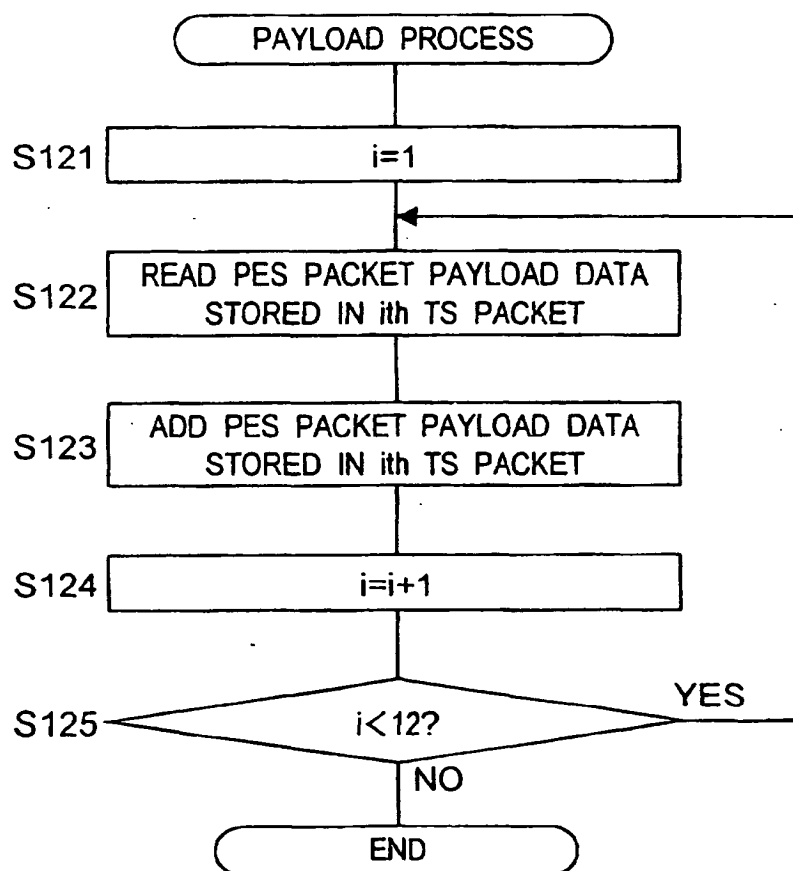 PAYLOAD PROCESS
S121
i=1
S122
READ PES PACKET PAYLOAD DATA
STORED IN ith TS PACKET
S123
ADD PES PACKET PAYLOAD DATA
STORED IN ith TS PACKET
S124
i=i+1
S125
i<12?
YES
NO
END